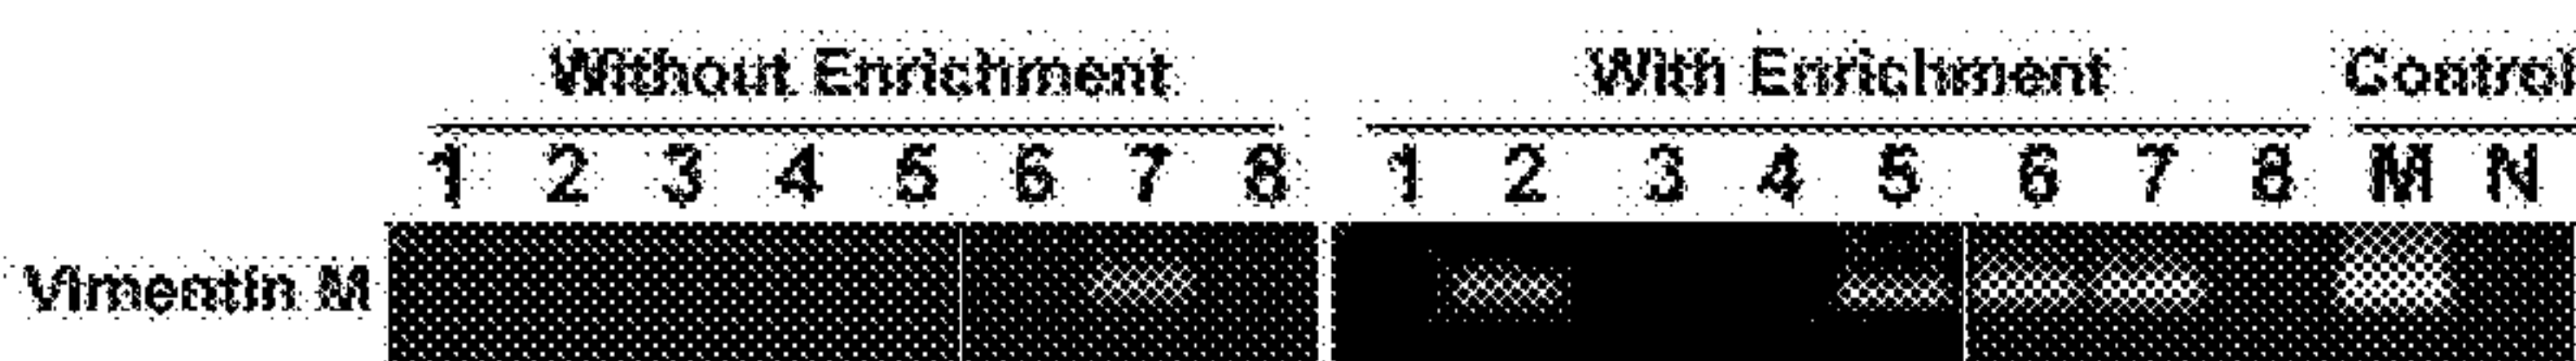 Without Enrichment With Enrichment Control
1 2 3 4 5 6 7 8 1 2 3 4 5 6 7 8 M N
Vimentin M